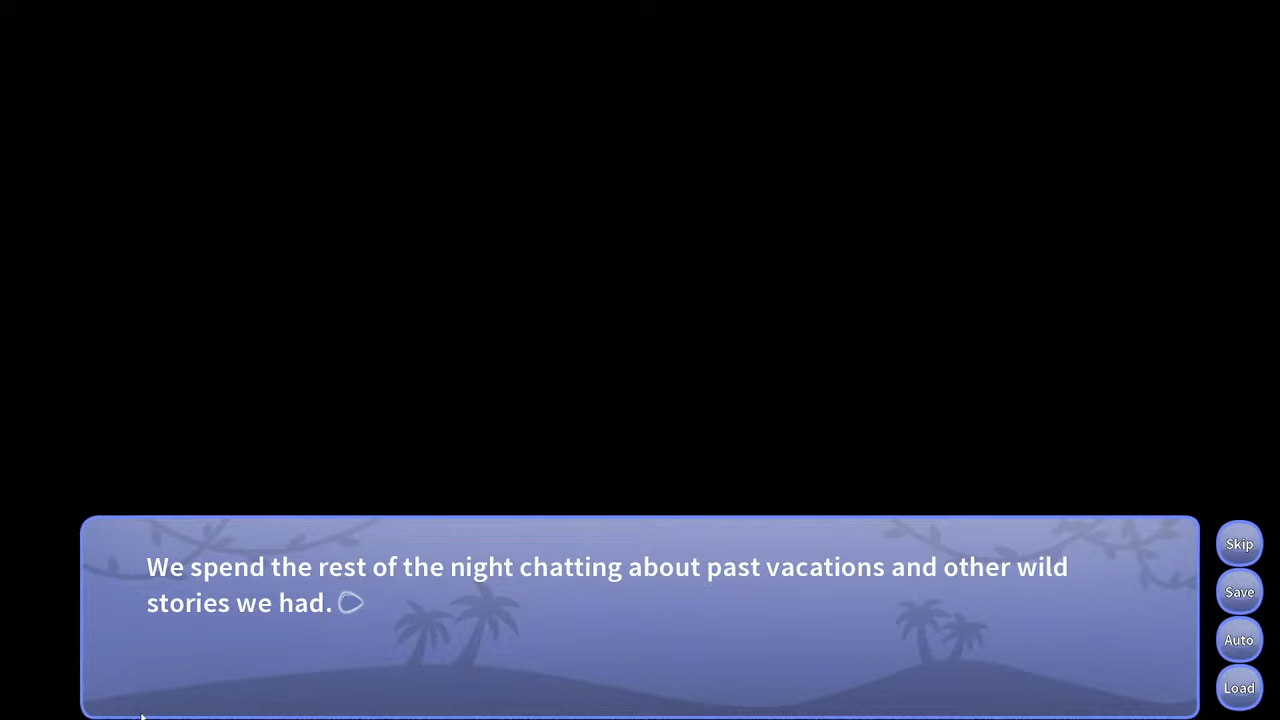 We spend the rest of the night chatting about past vacations and other wild
stories we had.
Skip
Save
Auto
Load